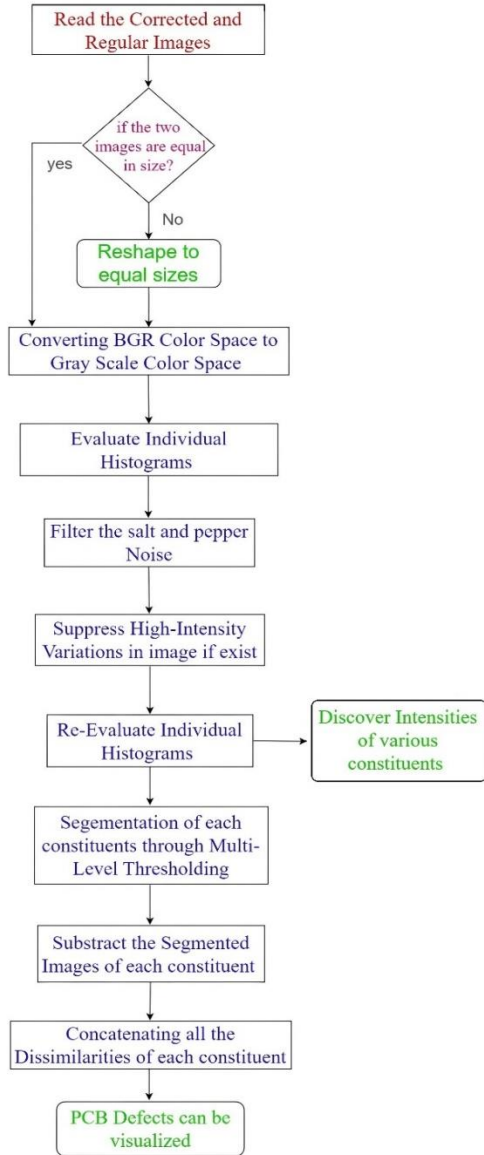 Read the Corrected and
Regular Images
if the two
images are equal
in size?
yes
No
Reshape to
equal sizes
Converting BGR Color Space to
Gray Scale Color Space
Evaluate Individual
Histograms
Filter the salt and pepper
Noise
Suppress High-Intensity
Variations in image if exist
Re-Evaluate Individual
Histograms
Discover Intensities
of various
constituents
Segementation of each
constituents through Multi-
Level Thresholding
Substract the Segmented
Images of each constituent
Concatenating all the
Dissimilarities of each constituent
PCB Defects can be
visualized